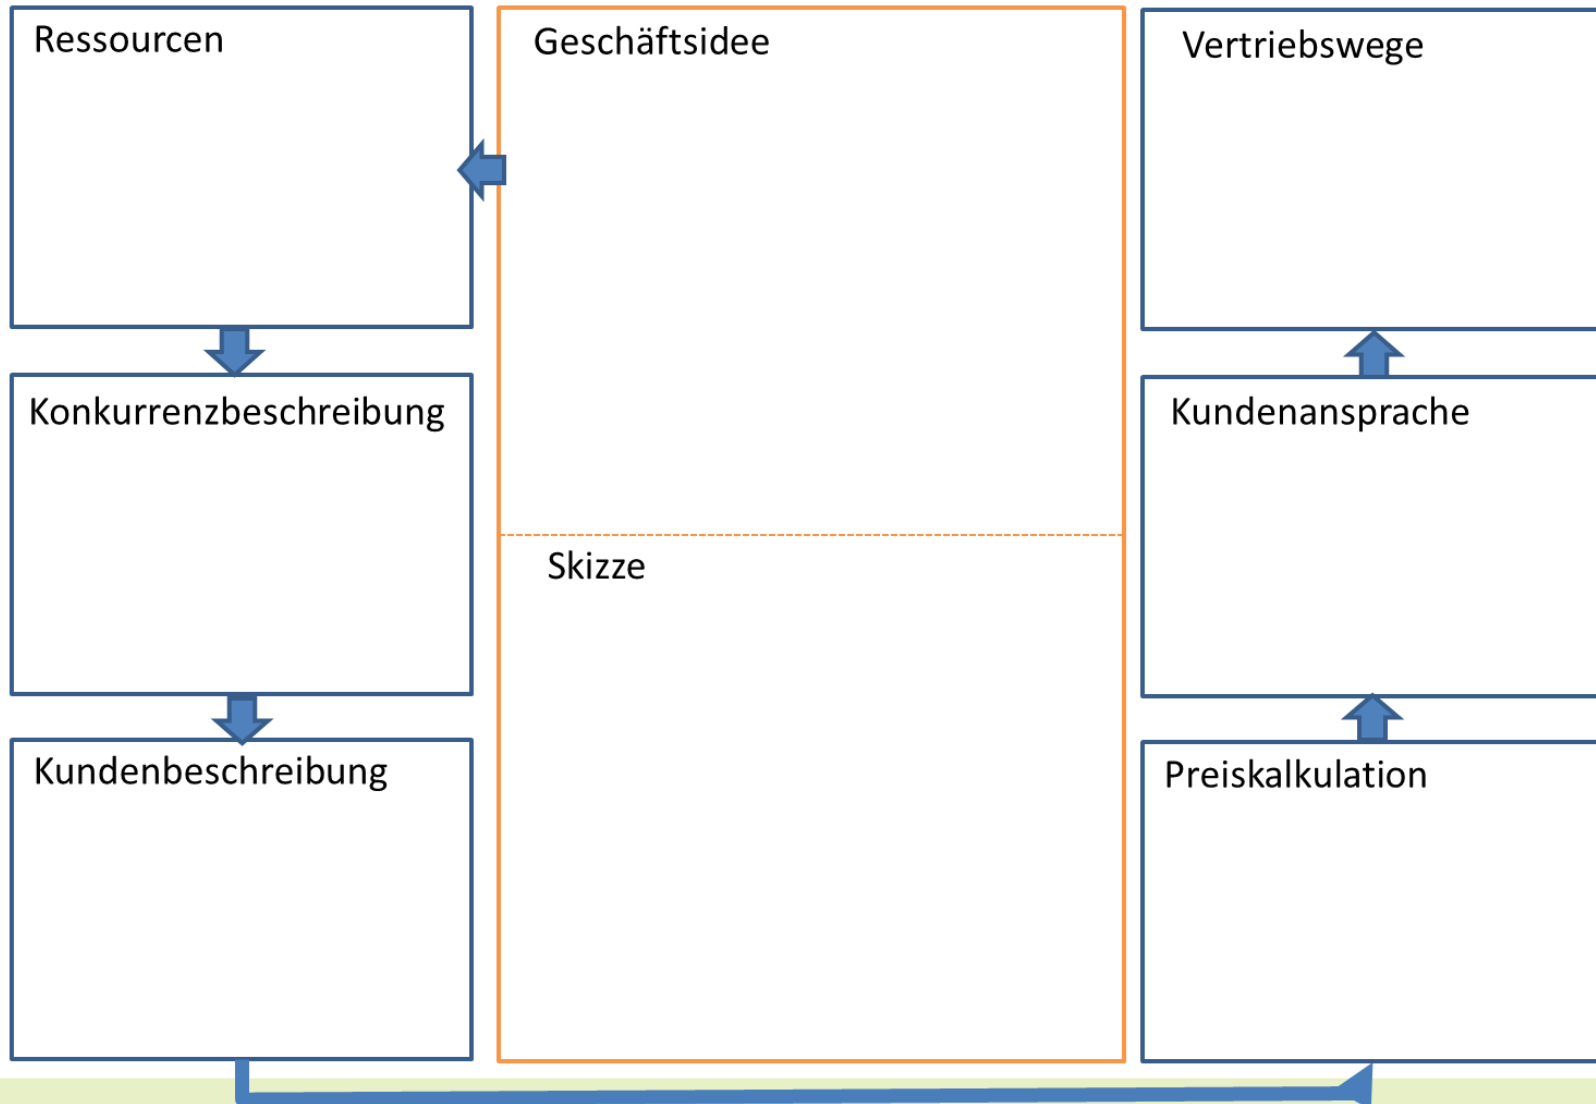 Ressourcen
Geschäftsidee
Vertriebswege
Konkurrenzbeschreibung
Kundenansprache
Skizze
Kundenbeschreibung
Preiskalkulation